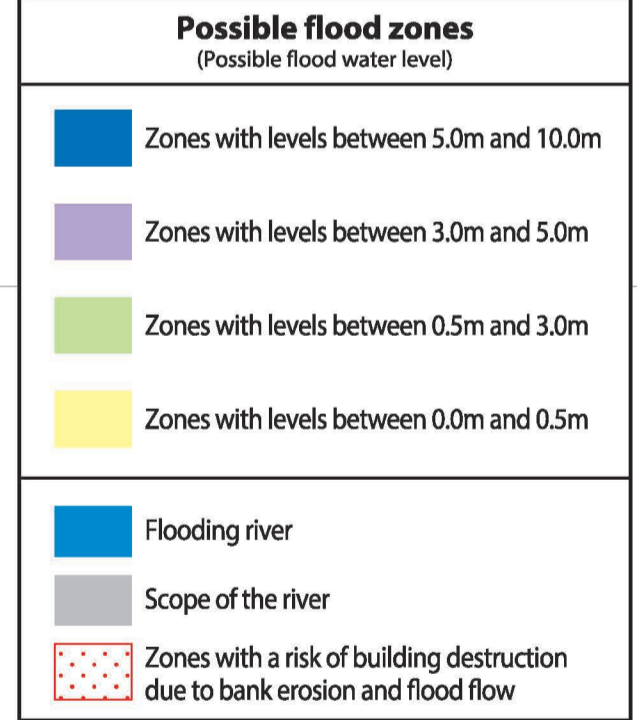 Possible flood zones
(Possible flood water level)
Zones with levels between 5.0m and 10.0m
Zones with levels between 3.0m and 5.0m
Zones with levels between 0.5m and 3.0m
Zones with levels between 0.0m and 0.5m
Flooding river
Scope of the river
Zones with a risk of building destruction
due to bank erosion and flood flow